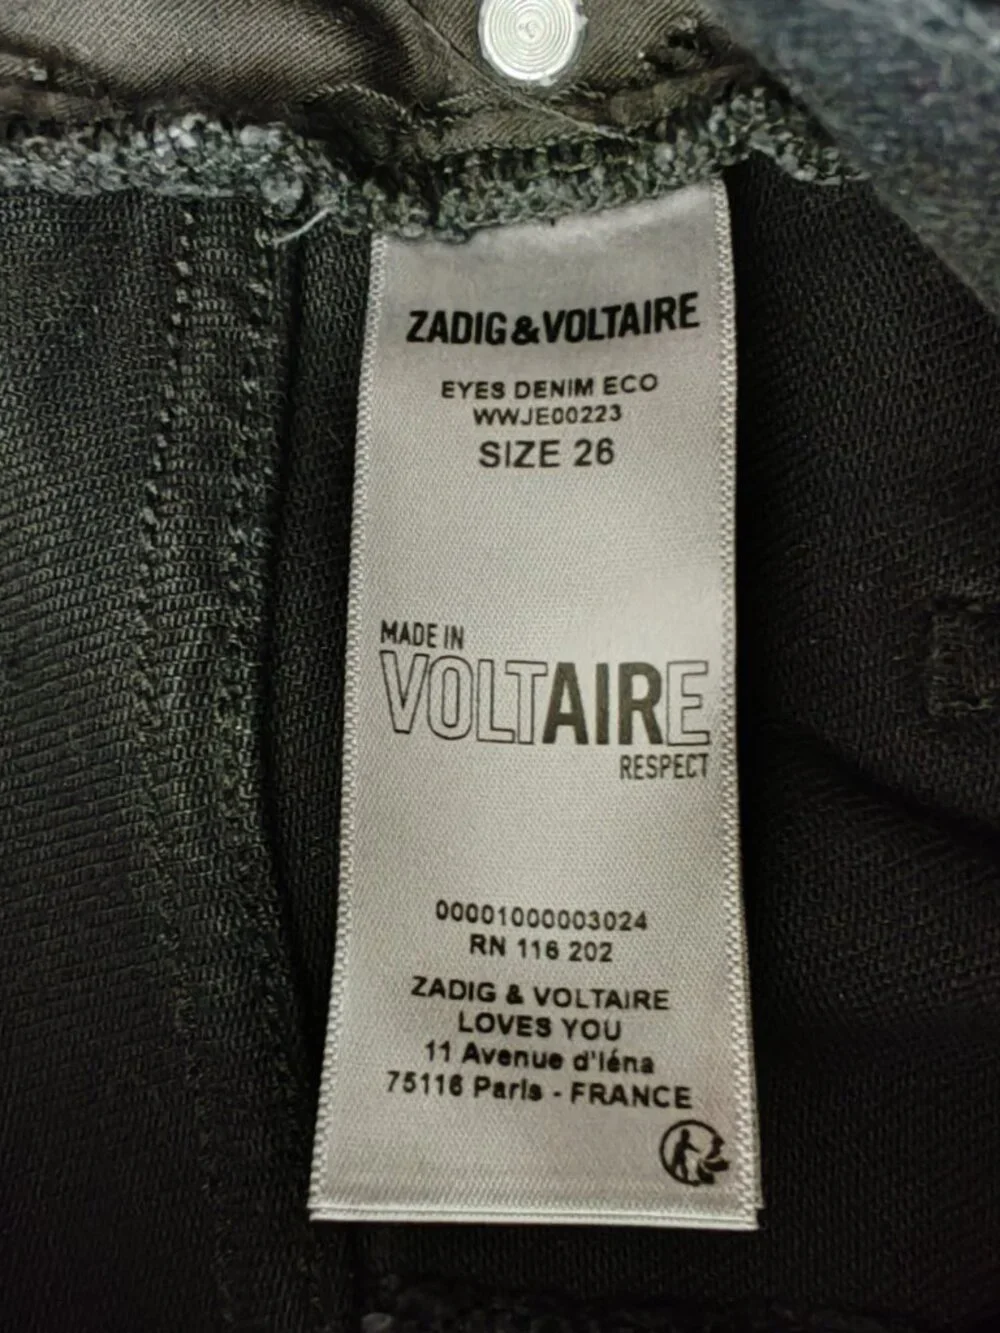 ZADIG&VOLTAIRE
EYES DENIM ECO
WWJE00223
SIZE 26
MADE IN
VOLTAIRE
RESPECT
00001000003024
RN 116 202
ZADIG & VOLTAIRE
LOVES YOU
11 Avenue d'Iéna
75116 Paris - FRANCE